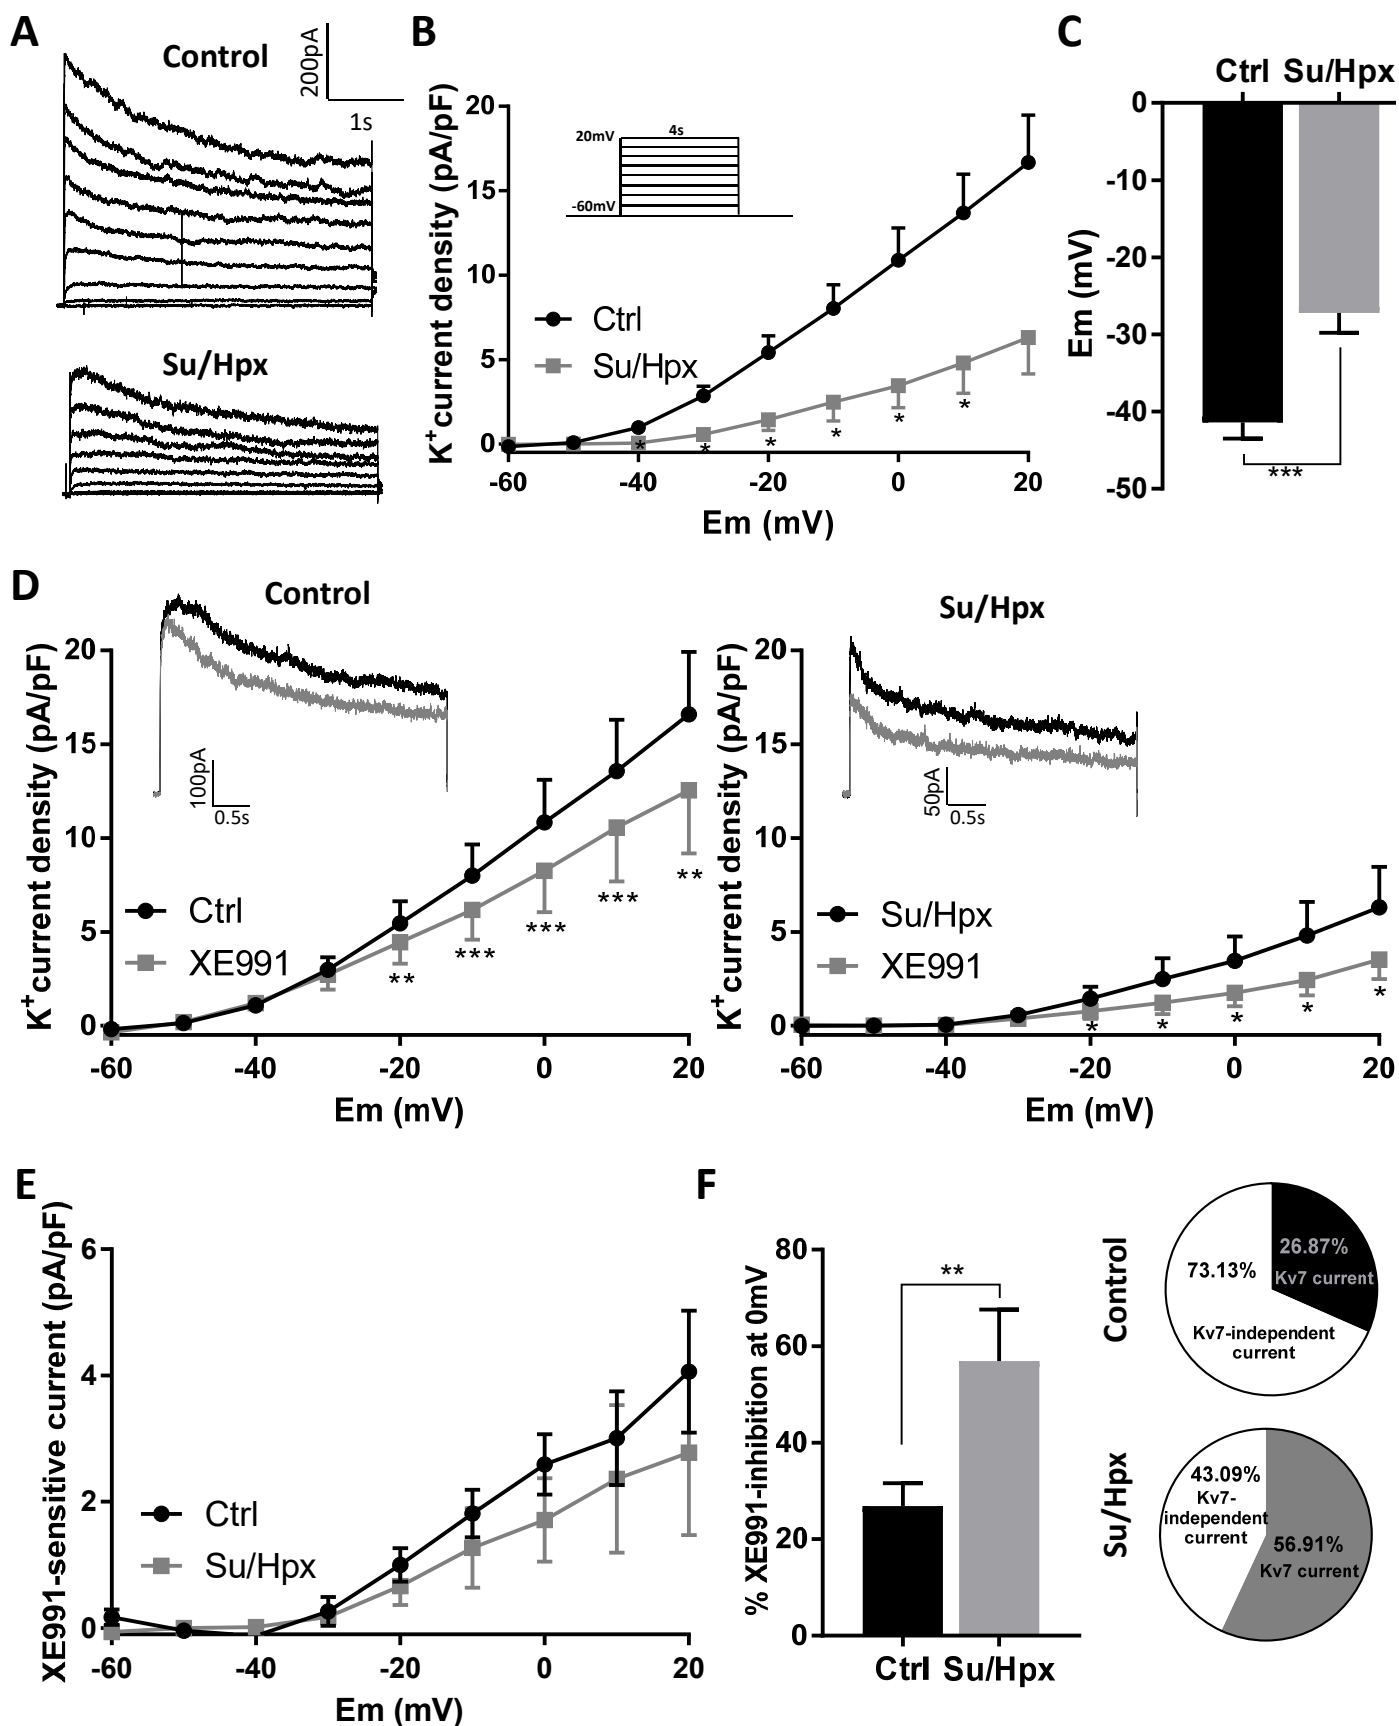 A
Control
200pA
1s
Su/Hpx
B
K+current density (pA/pF)
20
15
10
5
0
20mV
4s
-60mV
Ctrl
Su/Hpx
* * * * * *
-60 -40 -20 0 20
Em (mV)
C
Ctrl Su/Hpx
Em (mV)
0
-10
-20
-30
-40
-50
***
D
Control
K+current density (pA/pF)
20
15
10
5
0
100pA
0.5s
Ctrl
XE991
** *** *** *** **
-60 -40 -20 0 20
Em (mV)
Su/Hpx
K+current density (pA/pF)
20
15
10
5
0
50pA
0.5s
Su/Hpx
XE991
* * * * *
-60 -40 -20 0 20
Em (mV)
E
XE991-sensitive current (pA/pF)
6
4
2
0
Ctrl
Su/Hpx
-60 -40 -20 0 20
Em (mV)
F
% XE991-inhibition at 0mV
80
60
40
20
0
**
Ctrl Su/Hpx
Control
26.87%
Kv7 current
73.13%
Kv7-independent
current
Su/Hpx
43.09%
Kv7-
independent
current
56.91%
Kv7 current